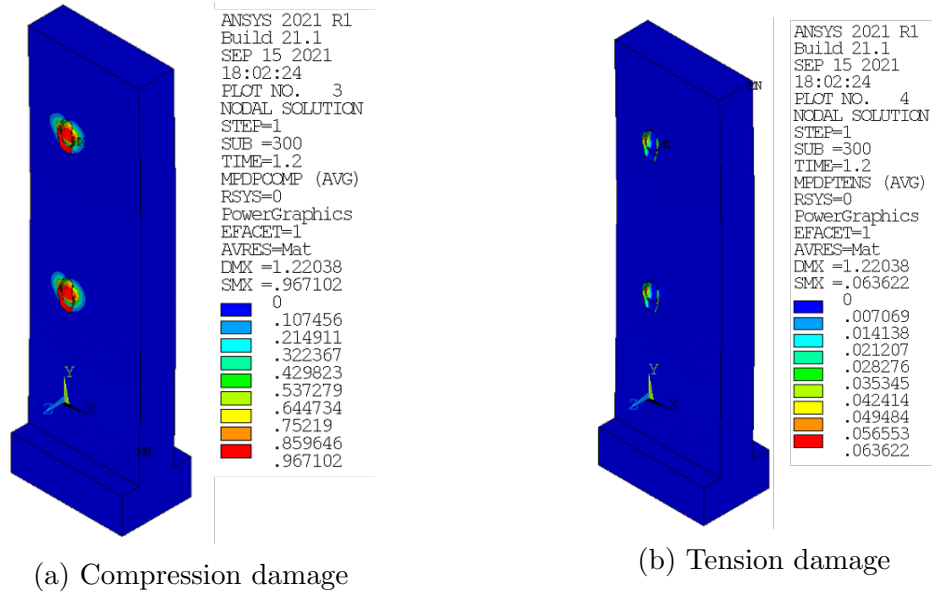 ANSYS 2021 R1
Build 21.1
SEP 15 2021
18:02:24
PLOT NO. 3
NODAL SOLUTION
STEP=1
SUB =300
TIME=1.2
MPDPCOMP (AVG)
RSYS=0
PowerGraphics
EFACET=1
AVRES=Mat
DMX =1.22038
SMX =.967102
0
.107456
.214911
.322367
.429823
.537279
.644734
.75219
.859646
.967102
Y
Z X
MN
(a) Compression damage
ANSYS 2021 R1
Build 21.1
SEP 15 2021
18:02:24
PLOT NO. 4
NODAL SOLUTION
STEP=1
SUB =300
TIME=1.2
MPDPTENS (AVG)
RSYS=0
PowerGraphics
EFACET=1
AVRES=Mat
DMX =1.22038
SMX =.063622
0
.007069
.014138
.021207
.028276
.035345
.042414
.049484
.056553
.063622
MN
Y
Z X
(b) Tension damage